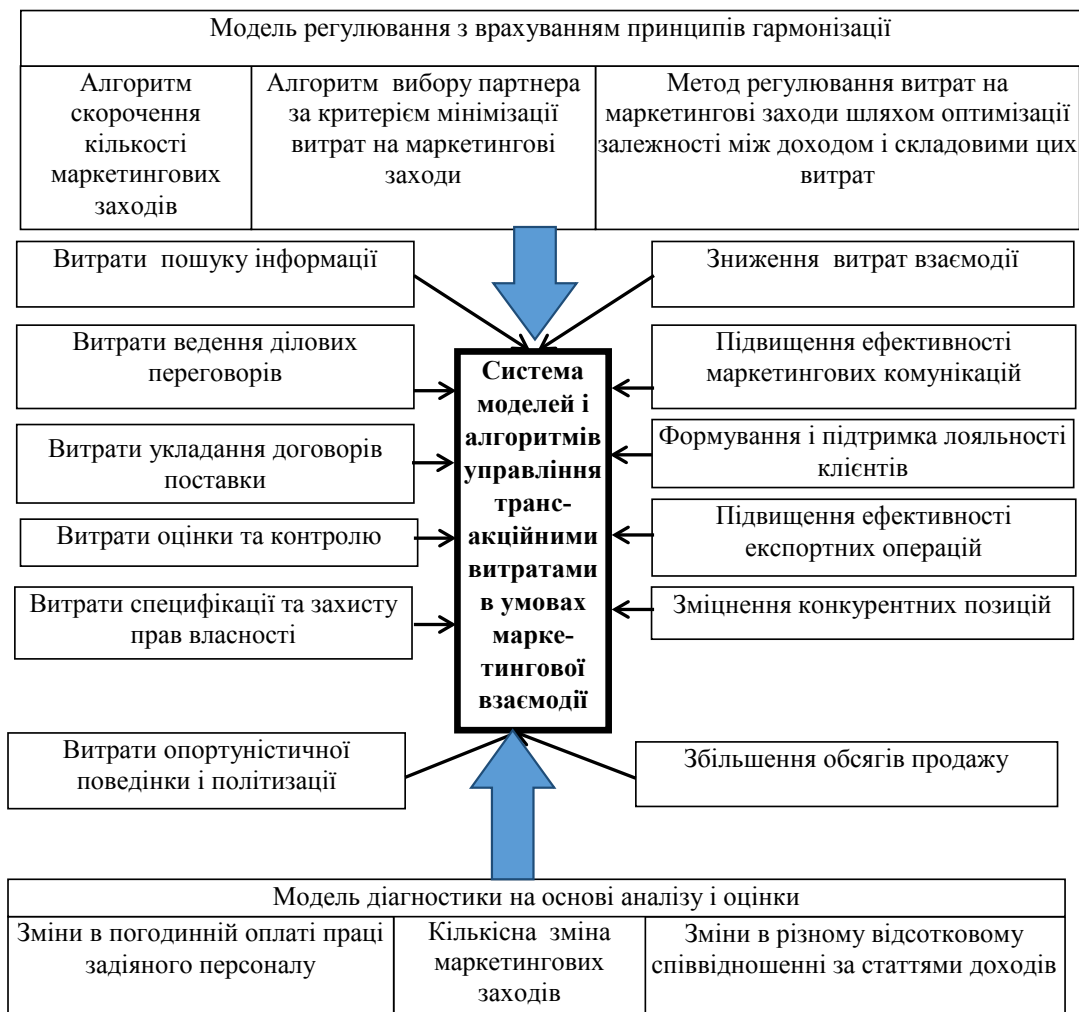 Модель регулювання з врахуванням принципів гармонізації
Алгоритм
скорочення
кількості
маркетингових
заходів
Алгоритм вибору партнера
за критерієм мінімізації
витрат на маркетингові
заходи
Метод регулювання витрат на
маркетингові заходи шляхом оптимізації
залежності між доходом і складовими цих
витрат
Витрати пошуку інформації
Витрати ведення ділових
переговорів
Витрати укладання договорів
поставки
Витрати оцінки та контролю
Витрати специфікації та захисту
прав власності
Витрати опортуністичної
поведінки і політизації
Система
моделей і
алгоритмів
управління
транс-
акційними
витратами
в умовах
марке-
тингової
взаємодії
Зниження витрат взаємодії
Підвищення ефективності
маркетингових комунікацій
Формування і підтримка лояльності
клієнтів
Підвищення ефективності
експортних операцій
Зміцнення конкурентних позицій
Збільшення обсягів продажу
Модель діагностики на основі аналізу і оцінки
Зміни в погодинній оплаті праці
задіяного персоналу
Кількісна зміна
маркетингових
заходів
Зміни в різному відсотковому
співвідношенні за статтями доходів